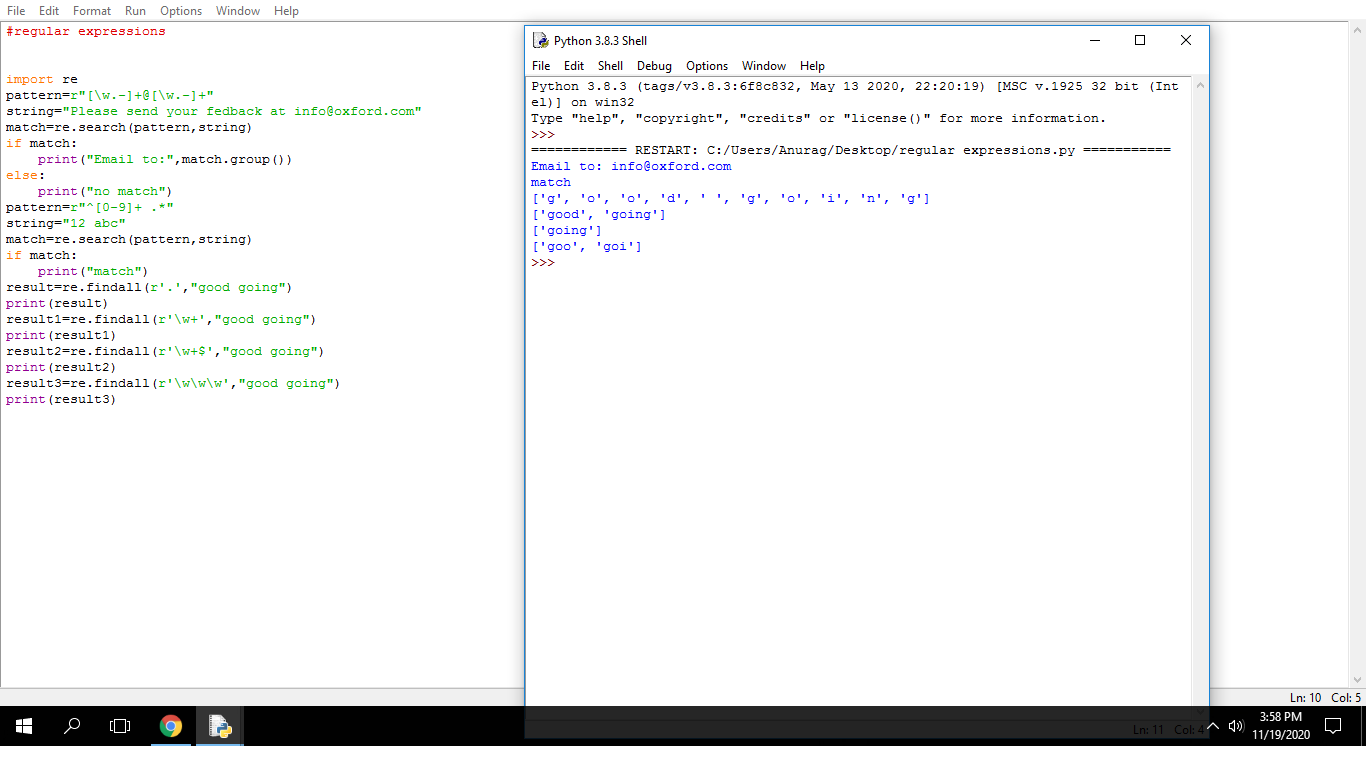 File Edit Format Run Options Window Help
#regular expressions
import re
pattern=r"[\w.-]+@[\w.-]+"
string="Please send your fedback at info@oxford.com"
match=re.search(pattern,string)
if match:
    print("Email to:",match.group())
else:
    print("no match")
pattern=r"^[0-9]+ .*"
string="12 abc"
match=re.search(pattern,string)
if match:
    print("match")
result=re.findall(r'.',"good going")
print(result)
result1=re.findall(r'\w+',"good going")
print(result1)
result2=re.findall(r'\w+$',"good going")
print(result2)
result3=re.findall(r'\w\w\w',"good going")
print(result3)
Python 3.8.3 Shell
File Edit Shell Debug Options Window Help
Python 3.8.3 (tags/v3.8.3:6f8c832, May 13 2020, 22:20:19) [MSC v.1925 32 bit (Int
el)] on win32
Type "help", "copyright", "credits" or "license()" for more information.
>>>
============ RESTART: C:/Users/Anurag/Desktop/regular expressions.py ===========
Email to: info@oxford.com
match
['g', 'o', 'o', 'd', ' ', 'g', 'o', 'i', 'n', 'g']
['good', 'going']
['going']
['goo', 'goi']
>>>
Ln: 10 Col: 5
Ln: 11 Col: 4
3:58 PM
11/19/2020